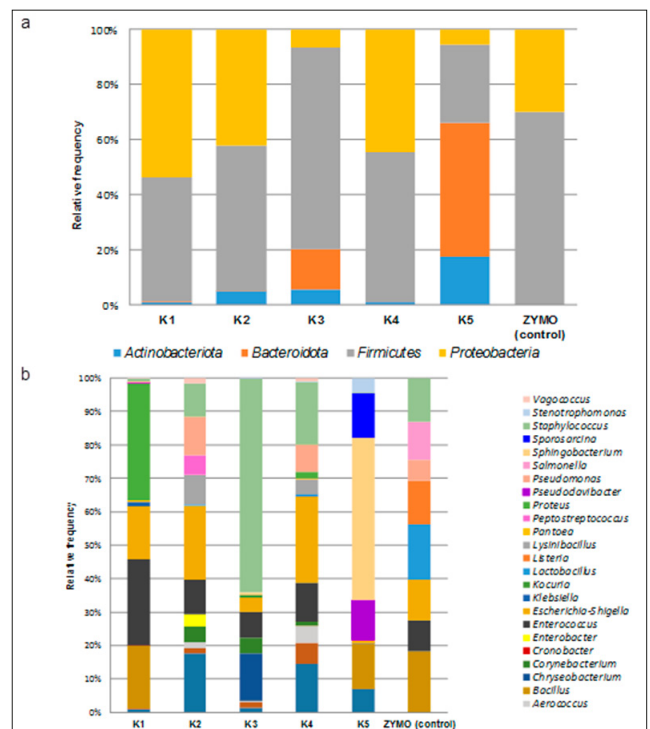 a
100%
80%
60%
40%
20%
0%
Relative frequency
K1 K2 K3 K4 K5 ZYMO (control)
Actinobacteriota Bacteroidota Firmicutes Proteobacteria
b
100%
90%
80%
70%
60%
50%
40%
30%
20%
10%
0%
Relative frequency
K1 K2 K3 K4 K5 ZYMO (control)
Vagococcus
Stenotrophomonas
Staphylococcus
Sporosarcina
Sphingobacterium
Salmonella
Pseudomonas
Pseudoclavibacter
Proteus
Peptostreptococcus
Pantoea
Lysinibacillus
Listeria
Lactobacillus
Kocuria
Klebsiella
Escherichia-Shigella
Enterococcus
Enterobacter
Cronobacter
Corynebacterium
Chryseobacterium
Bacillus
Aerococcus